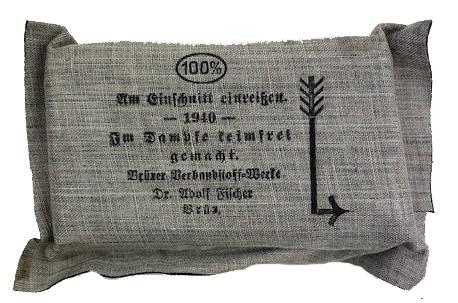 100%
Am Einschnitt einreißen.
— 1940 —
Im Dampfe keimfrei
gemacht.
Brüxer Verbandstoff-Werke
Dr. Adolf Fischer
Brüx.